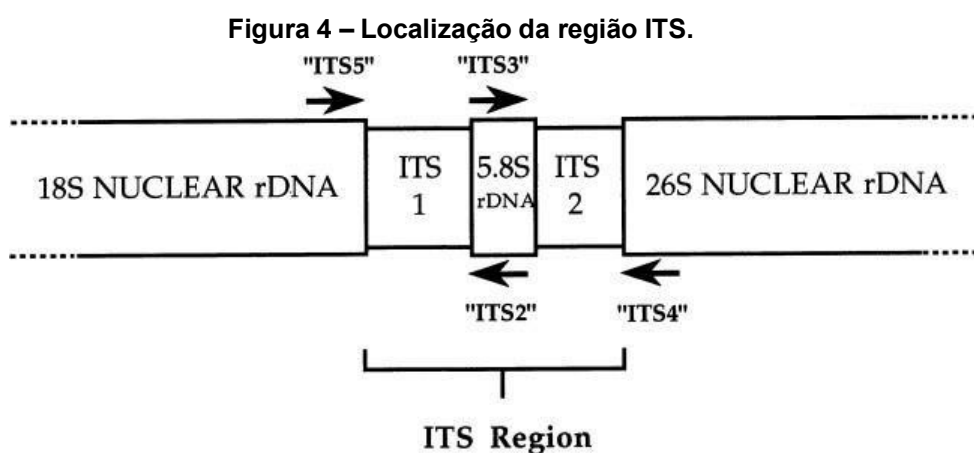 Figura 4 – Localização da região ITS.
"ITS5" "ITS3"
18S NUCLEAR rDNA
ITS
1
5.8S
rDNA
ITS
2
26S NUCLEAR rDNA
"ITS2" "ITS4"
ITS Region